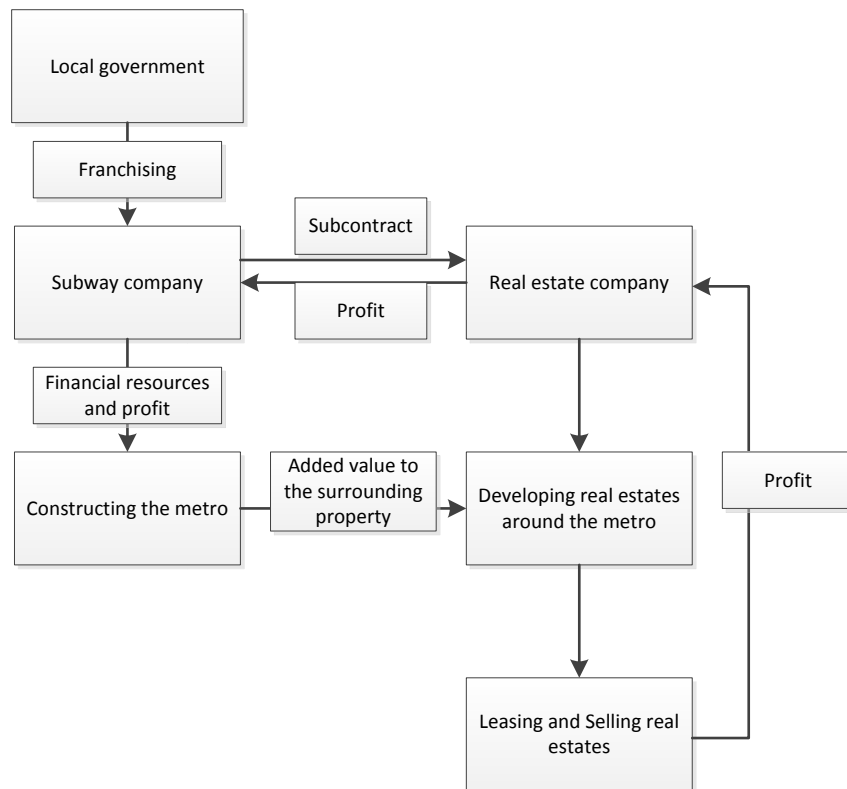 Local government
Franchising
Subcontract
Subway company
Real estate company
Profit
Financial resources
and profit
Added value to
the surrounding
property
Constructing the metro
Developing real estates
around the metro
Profit
Leasing and Selling real
estates